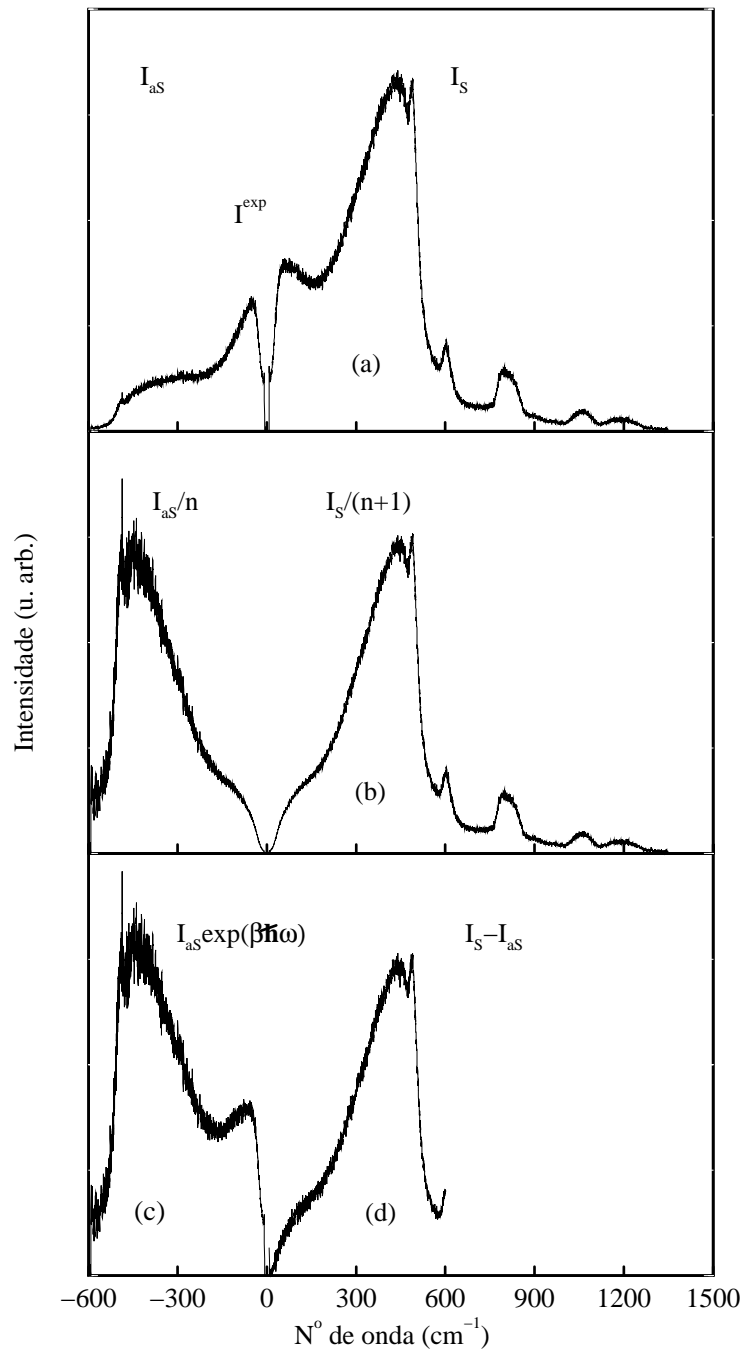 I_aS I_S
I^exp
(a)
I_aS/n I_S/(n+1)
(b)
Intensidade (u. arb.)
I_aS exp(βħω) I_S−I_aS
(c) (d)
−600 −300 0 300 600 900 1200 1500
Nº de onda (cm⁻¹)